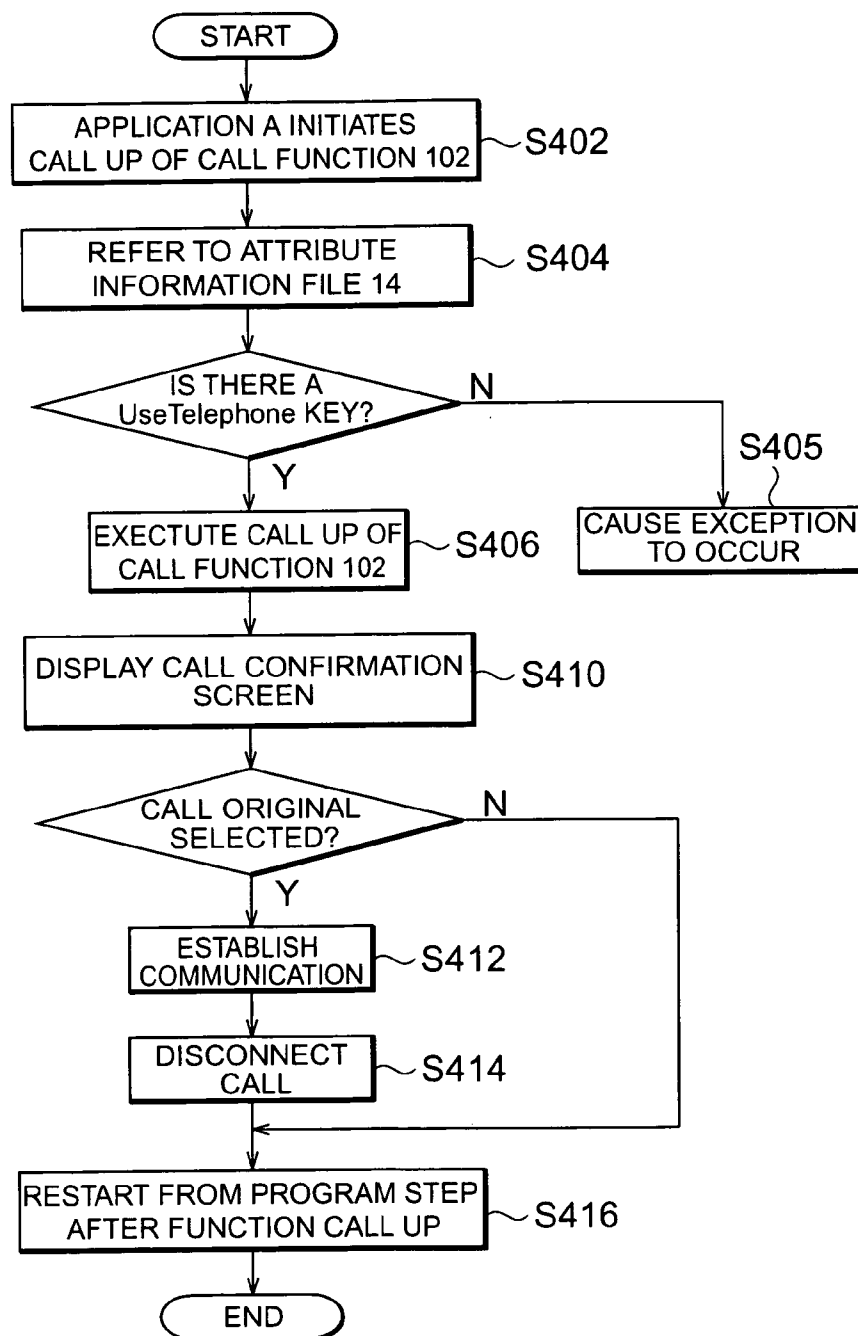 START
APPLICATION A INITIATES
CALL UP OF CALL FUNCTION 102
S402
REFER TO ATTRIBUTE
INFORMATION FILE 14
S404
IS THERE A
UseTelephone KEY?
N
Y
S405
CAUSE EXCEPTION
TO OCCUR
EXECTUTE CALL UP OF
CALL FUNCTION 102
S406
DISPLAY CALL CONFIRMATION
SCREEN
S410
CALL ORIGINAL
SELECTED?
N
Y
ESTABLISH
COMMUNICATION
S412
DISCONNECT
CALL
S414
RESTART FROM PROGRAM STEP
AFTER FUNCTION CALL UP
S416
END